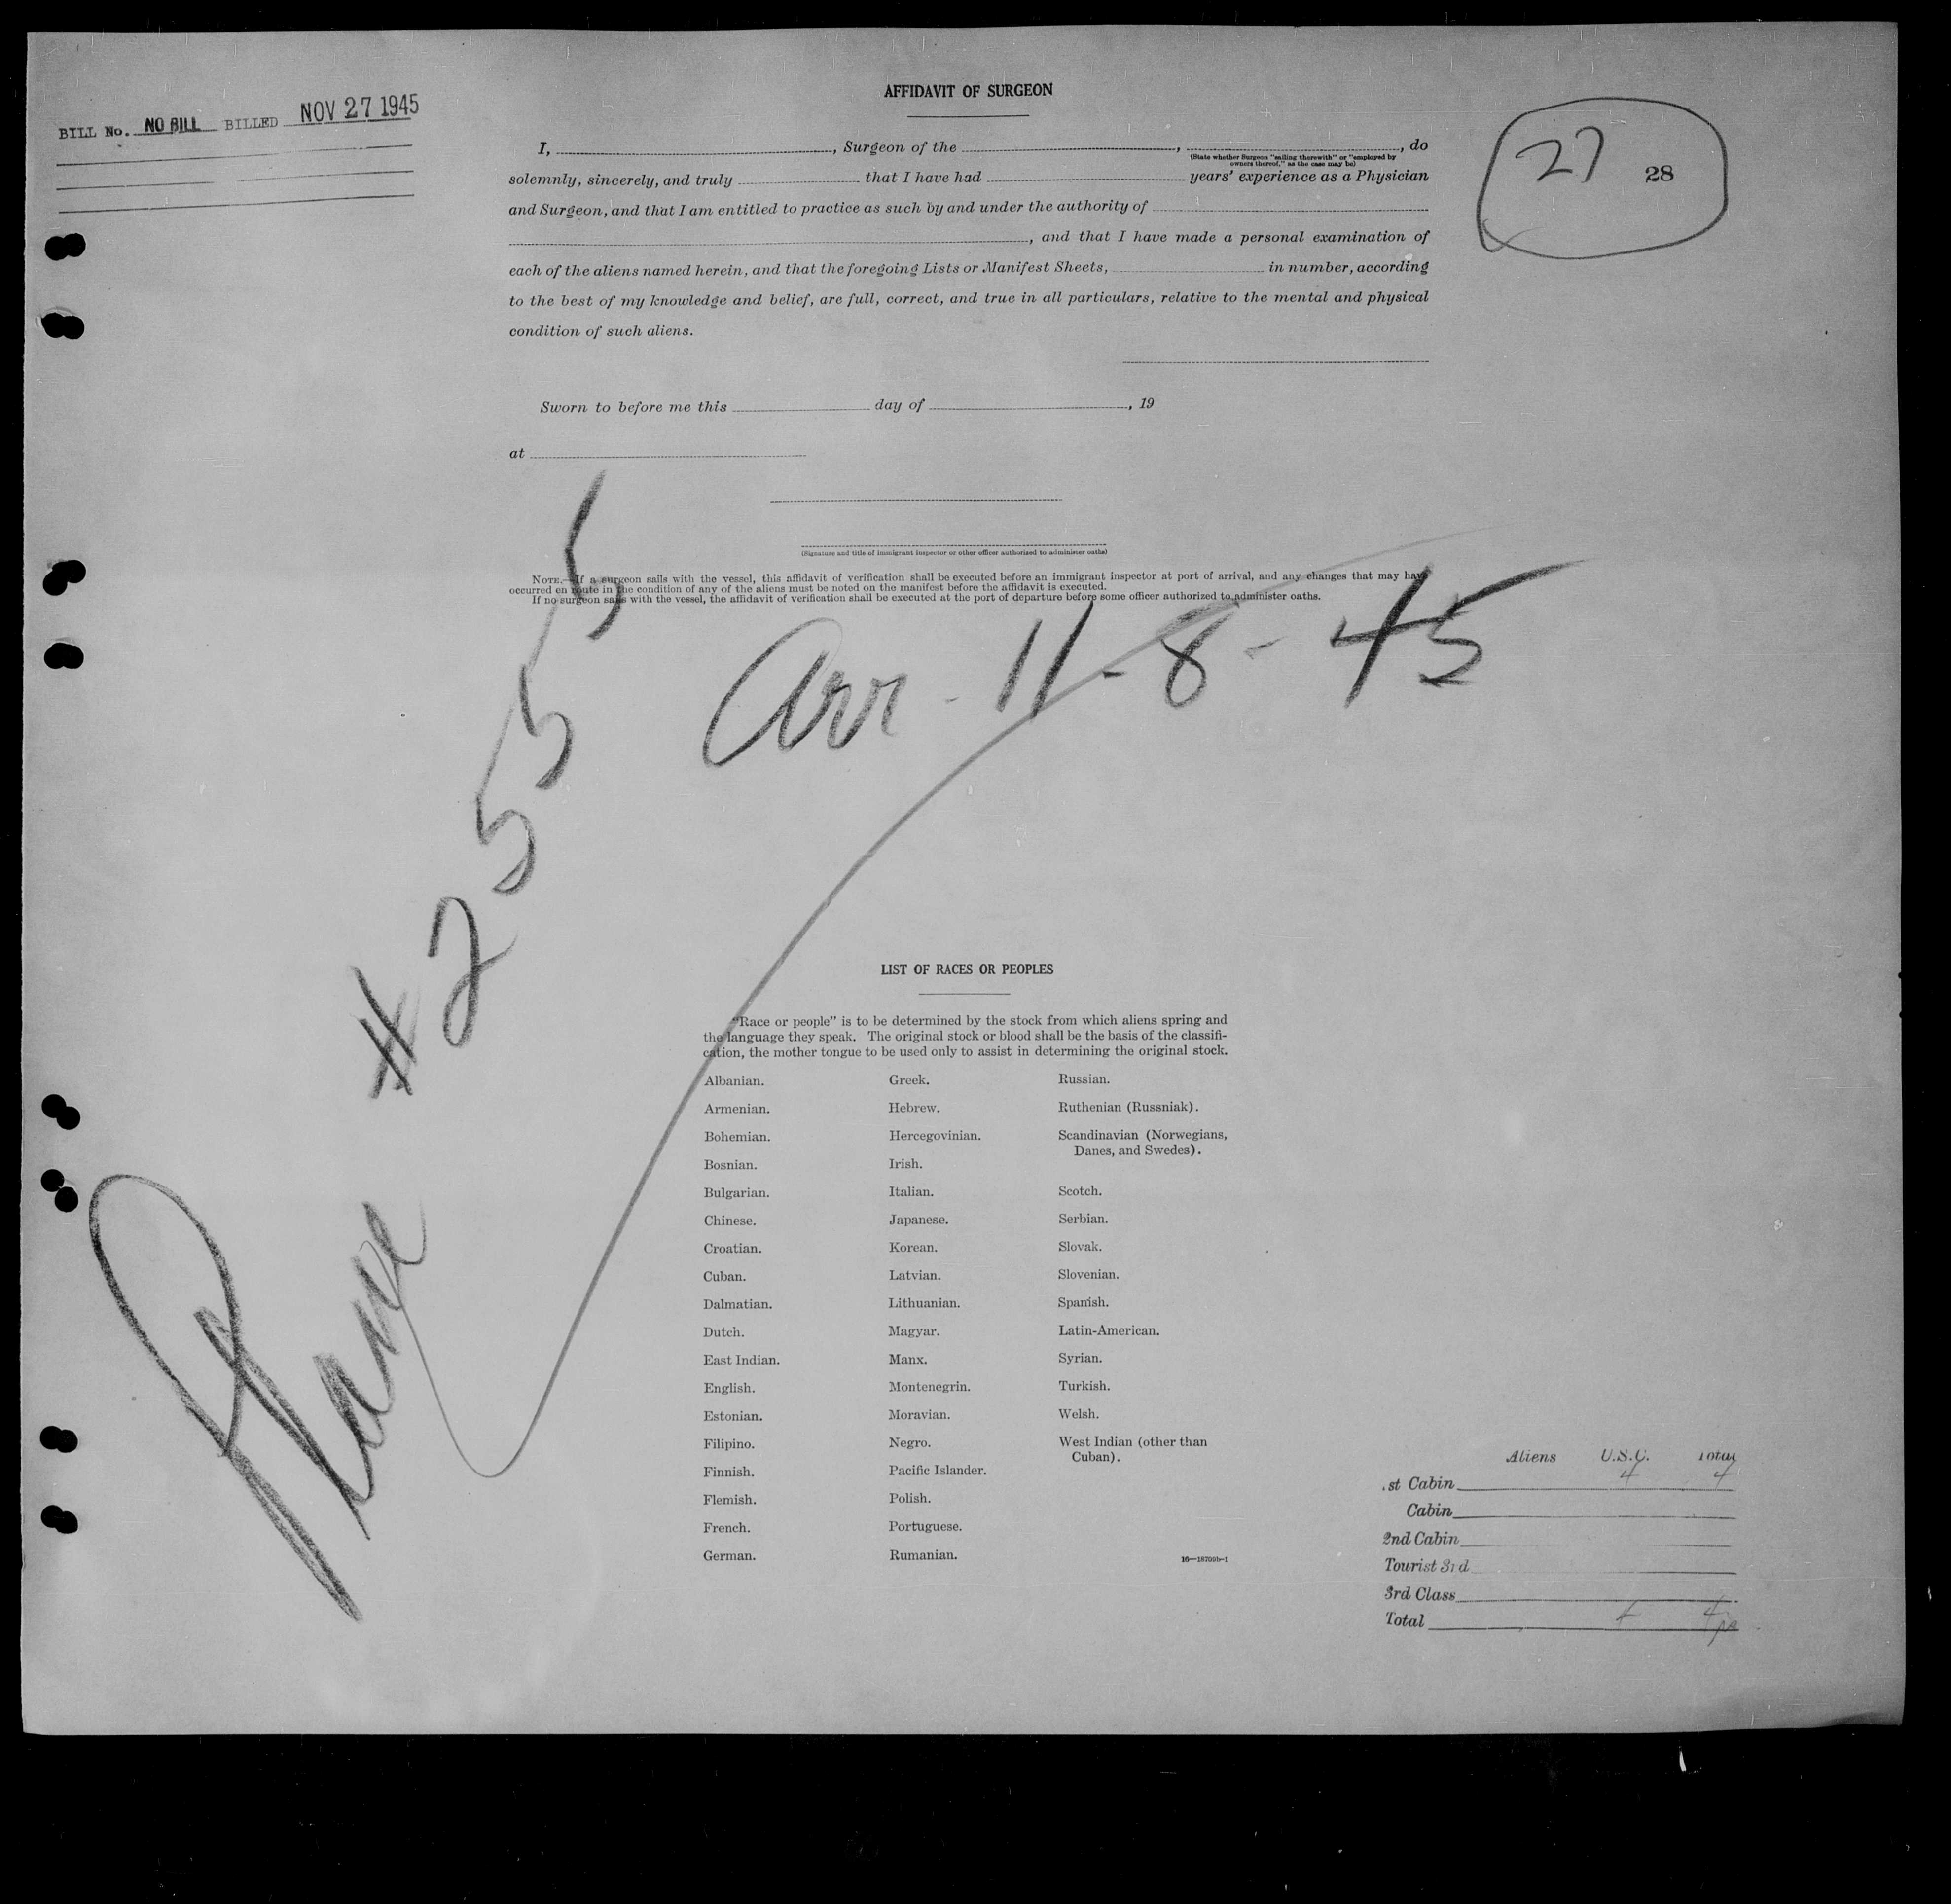 BILL No. NO BILL BILLED NOV 27 1945
AFFIDAVIT OF SURGEON
27 28
I, , Surgeon of the , , do
(State whether Surgeon "sailing therewith" or "employed by
owners thereof," as the case may be)
solemnly, sincerely, and truly that I have had years' experience as a Physician
and Surgeon, and that I am entitled to practice as such by and under the authority of
, and that I have made a personal examination of
each of the aliens named herein, and that the foregoing Lists or Manifest Sheets, in number, according
to the best of my knowledge and belief, are full, correct, and true in all particulars, relative to the mental and physical
condition of such aliens.
Sworn to before me this day of , 19
at
(Signature and title of immigrant inspector or other officer authorized to administer oaths)
NOTE.—If a surgeon sails with the vessel, this affidavit of verification shall be executed before an immigrant inspector at port of arrival, and any changes that may have
occurred en route in the condition of any of the aliens must be noted on the manifest before the affidavit is executed.
If no surgeon sails with the vessel, the affidavit of verification shall be executed at the port of departure before some officer authorized to administer oaths.
Arr - 11-8-45
Plane #2555
LIST OF RACES OR PEOPLES
"Race or people" is to be determined by the stock from which aliens spring and
the language they speak. The original stock or blood shall be the basis of the classifi-
cation, the mother tongue to be used only to assist in determining the original stock.
Albanian. Greek. Russian.
Armenian. Hebrew. Ruthenian (Russniak).
Bohemian. Hercegovinian. Scandinavian (Norwegians,
Danes, and Swedes).
Bosnian. Irish.
Bulgarian. Italian. Scotch.
Chinese. Japanese. Serbian.
Croatian. Korean. Slovak.
Cuban. Latvian. Slovenian.
Dalmatian. Lithuanian. Spanish.
Dutch. Magyar. Latin-American.
East Indian. Manx. Syrian.
English. Montenegrin. Turkish.
Estonian. Moravian. Welsh.
Filipino. Negro. West Indian (other than
Cuban).
Finnish. Pacific Islander.
Flemish. Polish.
French. Portuguese.
German. Rumanian.
Aliens U.S.C. Total
st Cabin 4 4
Cabin
2nd Cabin
Tourist 3rd
3rd Class
Total 4 4